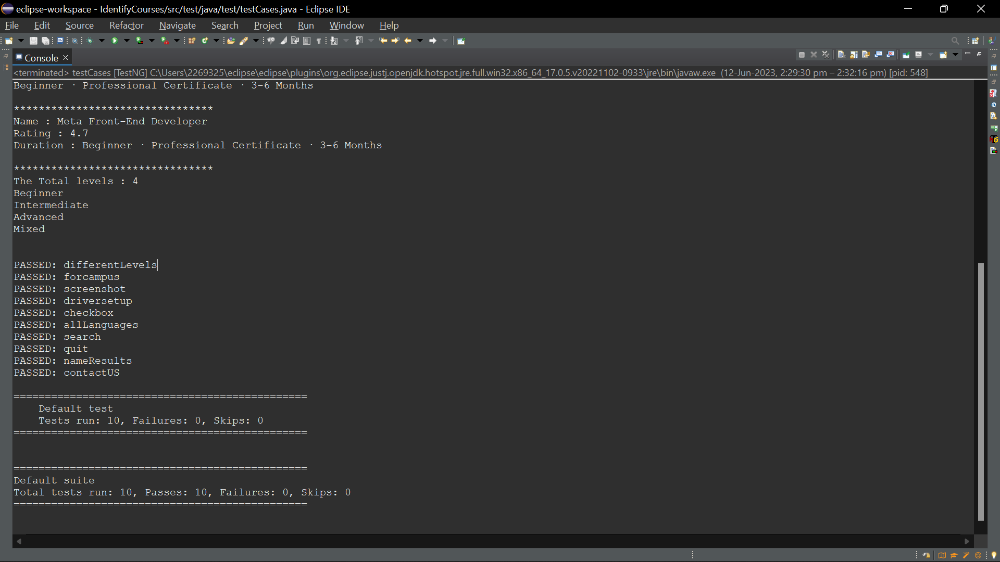 eclipse-workspace - IdentifyCourses/src/test/java/test/testCases.java - Eclipse IDE
File Edit Source Refactor Navigate Search Project Run Window Help
Console
<terminated> testCases [TestNG] C:\Users\2269325\eclipse\eclipse\plugins\org.eclipse.justj.openjdk.hotspot.jre.full.win32.x86_64_17.0.5.v20221102-0933\jre\bin\javaw.exe (12-Jun-2023, 2:29:30 pm – 2:32:16 pm) [pid: 548]
Beginner · Professional Certificate · 3-6 Months
********************************
Name : Meta Front-End Developer
Rating : 4.7
Duration : Beginner · Professional Certificate · 3-6 Months
********************************
The Total levels : 4
Beginner
Intermediate
Advanced
Mixed
PASSED: differentLevels
PASSED: forcampus
PASSED: screenshot
PASSED: driversetup
PASSED: checkbox
PASSED: allLanguages
PASSED: search
PASSED: quit
PASSED: nameResults
PASSED: contactUS
===============================================
Default test
Tests run: 10, Failures: 0, Skips: 0
===============================================
===============================================
Default suite
Total tests run: 10, Passes: 10, Failures: 0, Skips: 0
===============================================